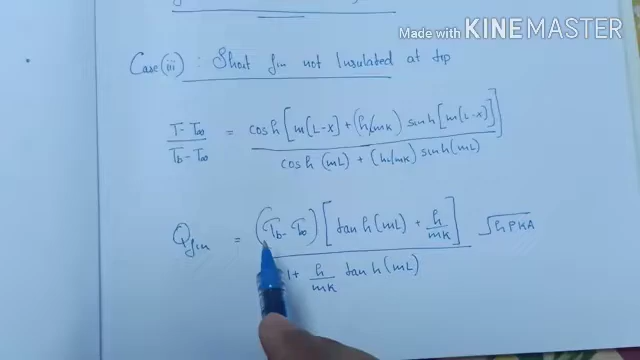 Made with KINEMASTER
Case (iii) : Short fin not Insulated at tip
T - T∞ / Tb - T∞ = cosh [m(L-x] + (h/mK) sinh [m(L-x)] / cosh (mL) + (hL/mK) sinh (mL)
Qfin = (Tb - T∞) [tanh (mL) + h/mK] / 1 + h/mK tanh (mL) √hPKA